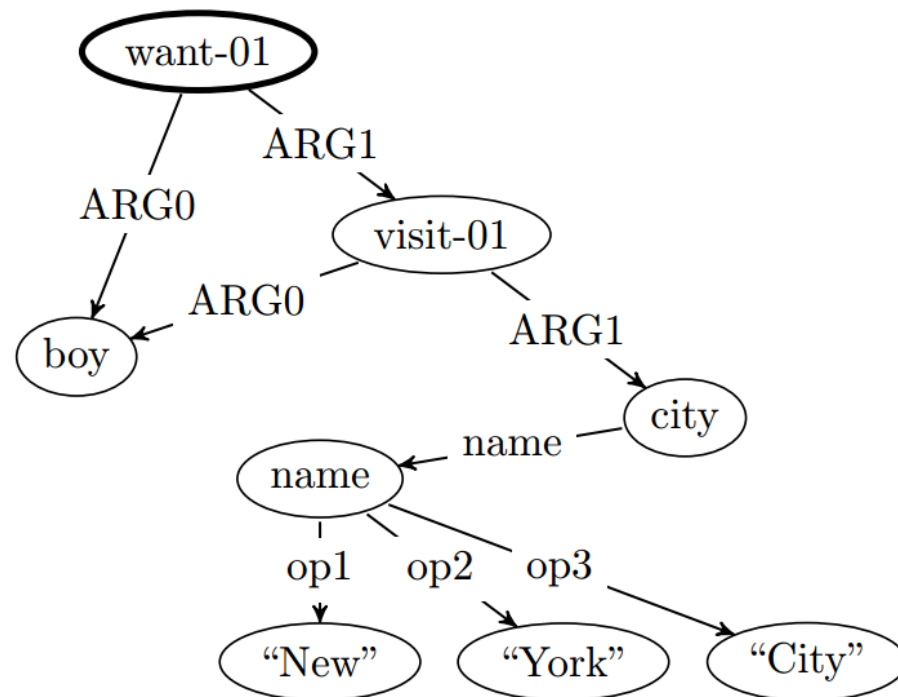 want-01
ARG1
ARG0
visit-01
ARG0
ARG1
boy
city
name
name
op1 op2 op3
“New” “York” “City”